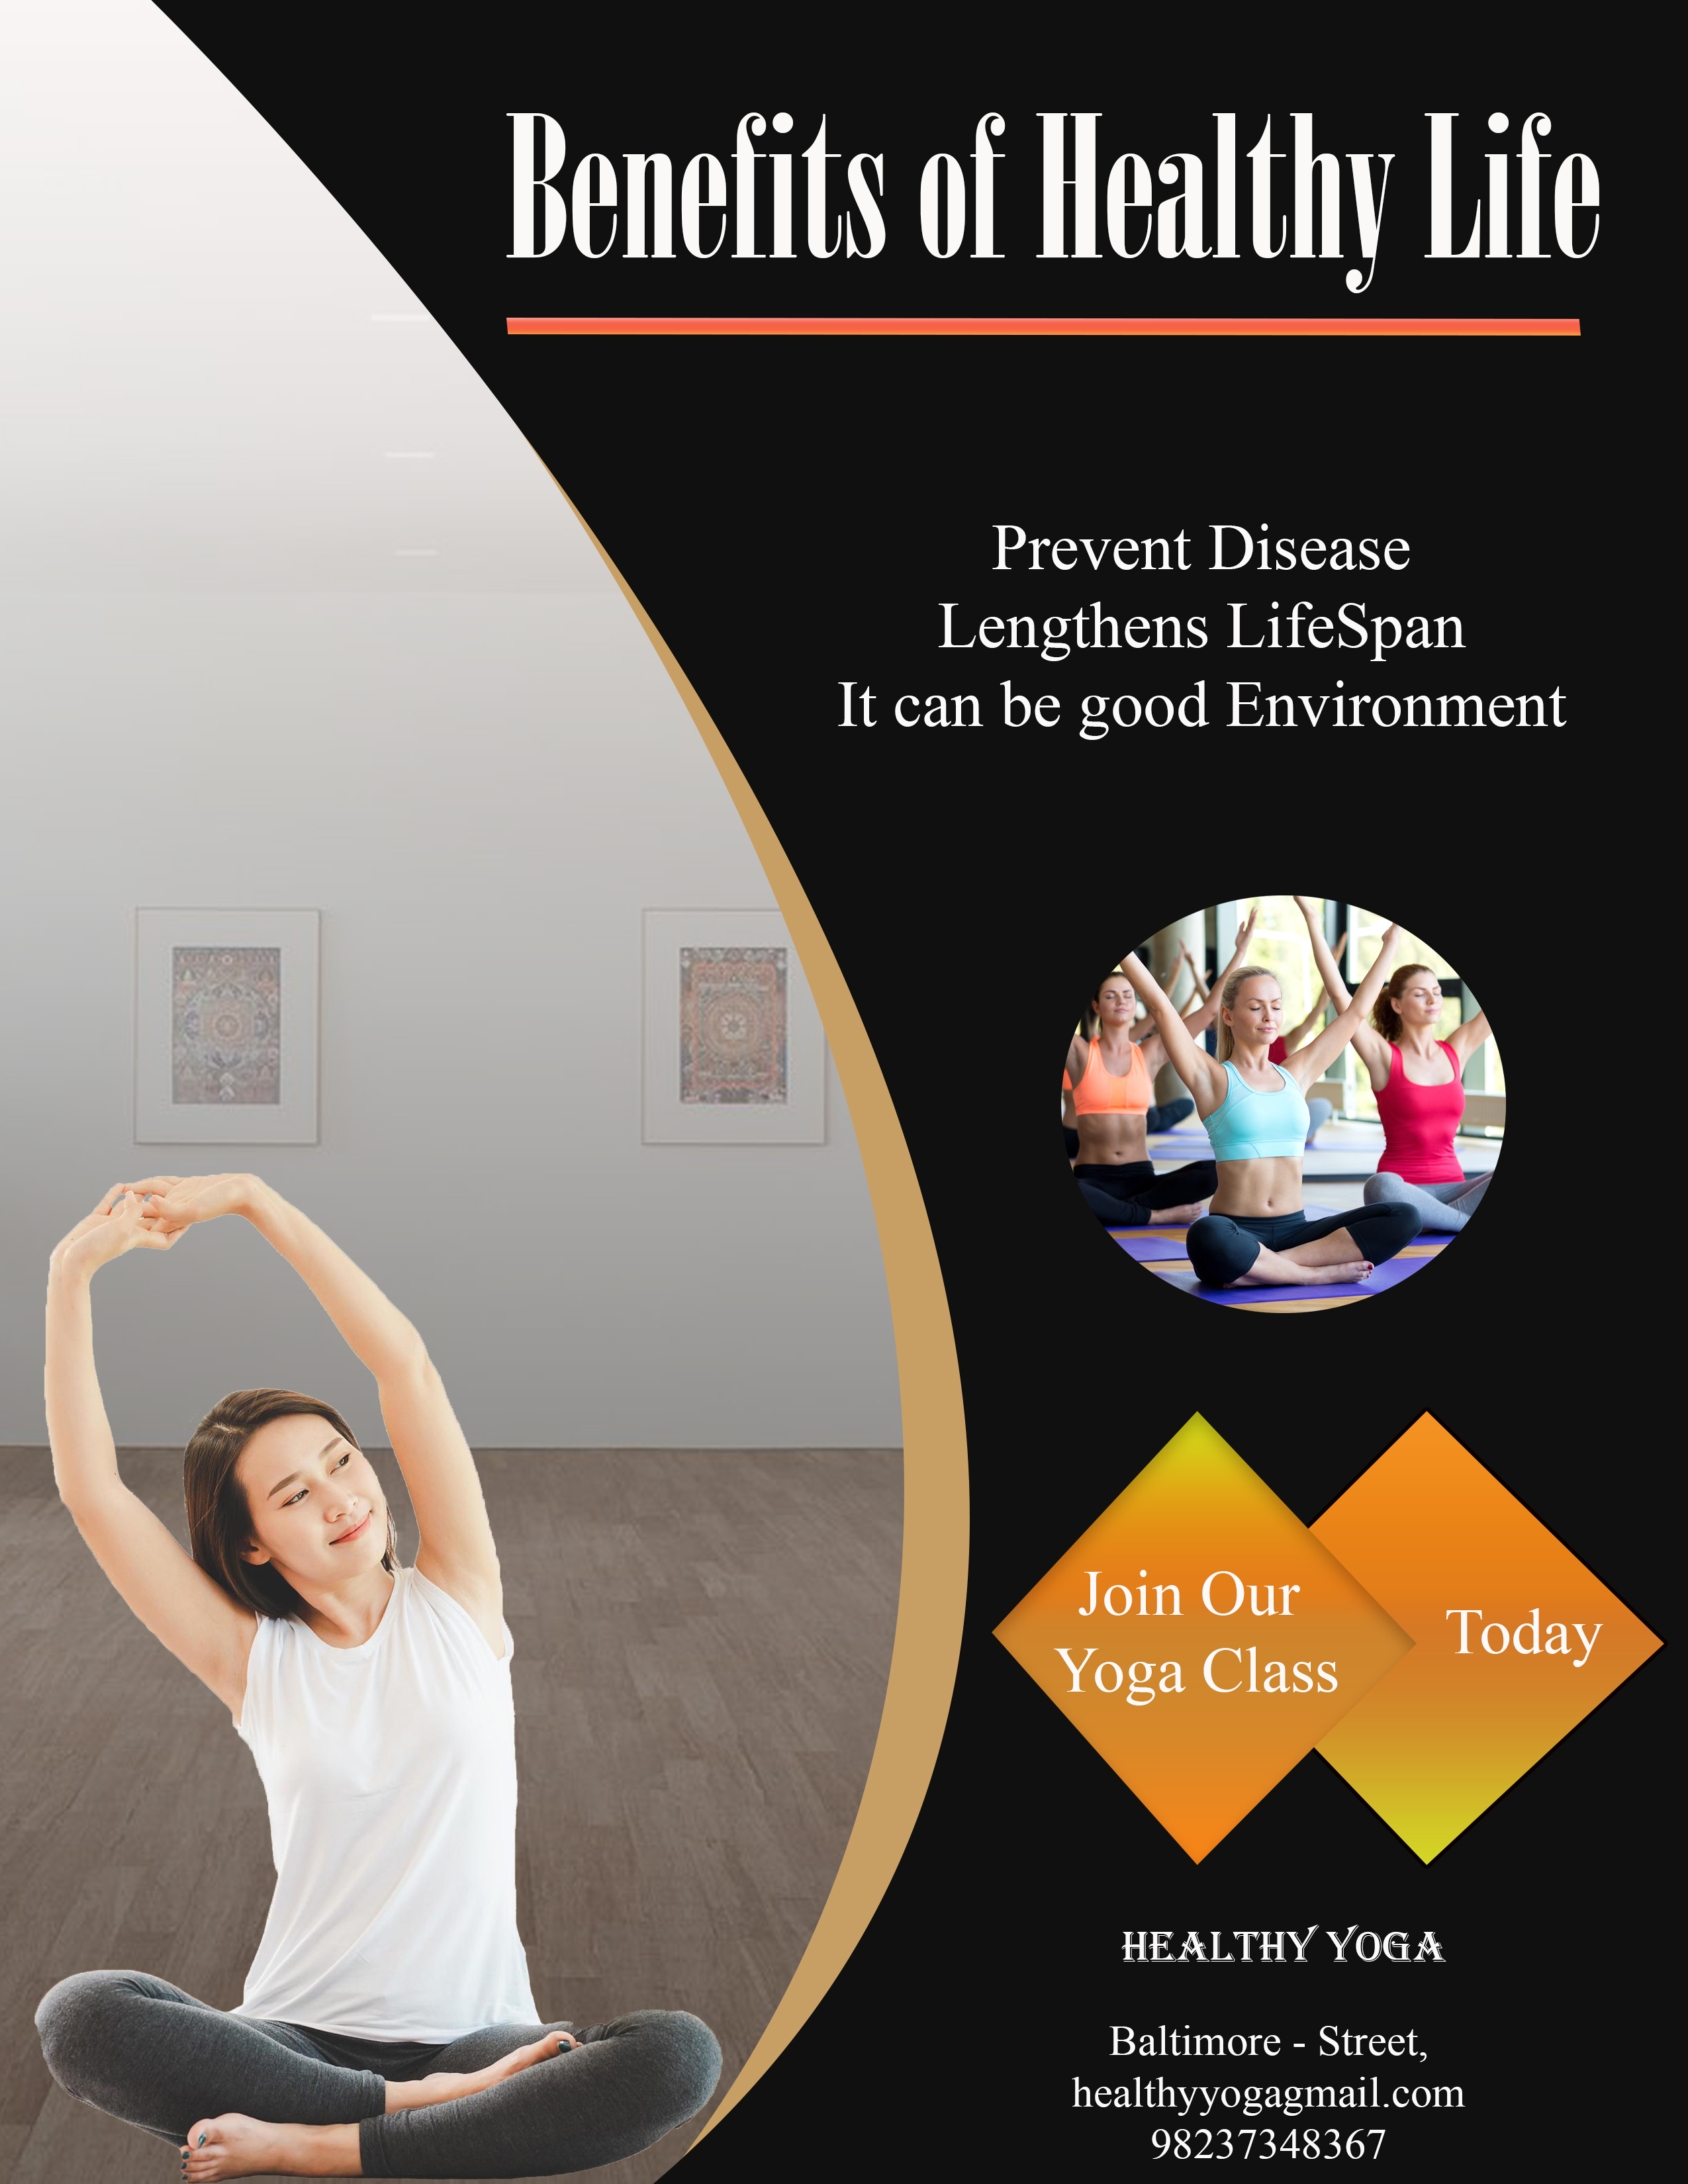 Benefits of Healthy Life
Prevent Disease
Lengthens LifeSpan
It can be good Environment
Join Our
Yoga Class
Today
HEALTHY YOGA
Baltimore - Street,
healthyyogagmail.com
98237348367